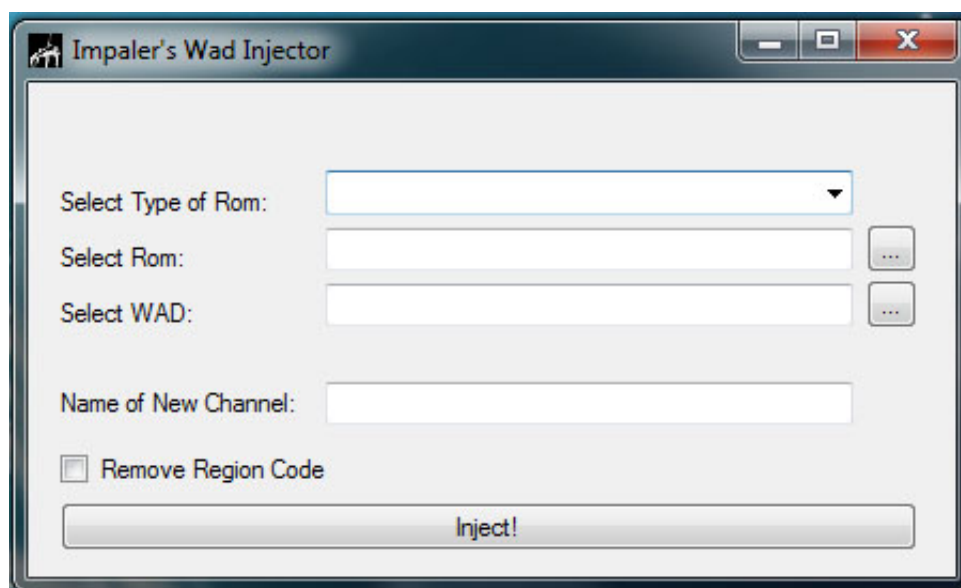 Impaler's Wad Injector
Select Type of Rom:
Select Rom:
...
Select WAD:
...
Name of New Channel:
Remove Region Code
Inject!